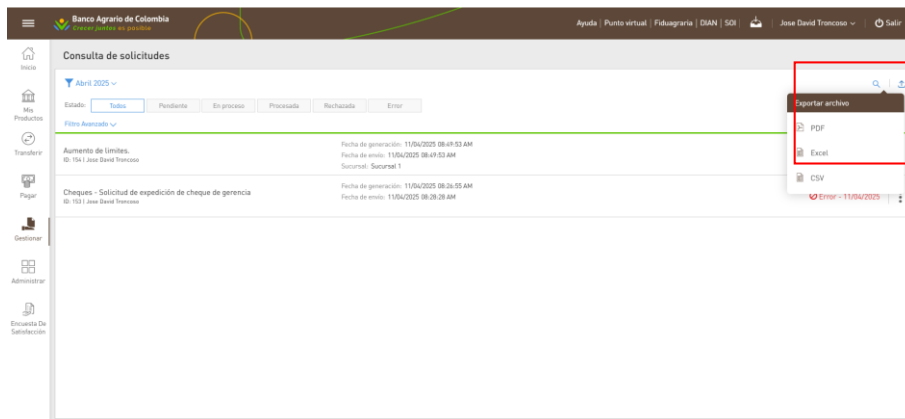 Banco Agrario de Colombia
Crecer juntos es posible
Ayuda | Punto virtual | Fiduagraria | DIAN | SOI | Jose David Troncoso Salir
Inicio
Mis Productos
Transferir
Pagar
Gestionar
Administrar
Encuesta De Satisfacción
Consulta de solicitudes
Abril 2025
Estado: Todos Pendiente En proceso Procesada Rechazada Error
Filtro Avanzado
Exportar archivo
PDF
Excel
CSV
Aumento de límites.
ID: 154 | Jose David Troncoso
Fecha de generación: 11/04/2025 08:49:53 AM
Fecha de envío: 11/04/2025 08:49:53 AM
Sucursal: Sucursal 1
Cheques - Solicitud de expedición de cheque de gerencia
ID: 153 | Jose David Troncoso
Fecha de generación: 11/04/2025 08:26:55 AM
Fecha de envío: 11/04/2025 08:28:28 AM
Error - 11/04/2025